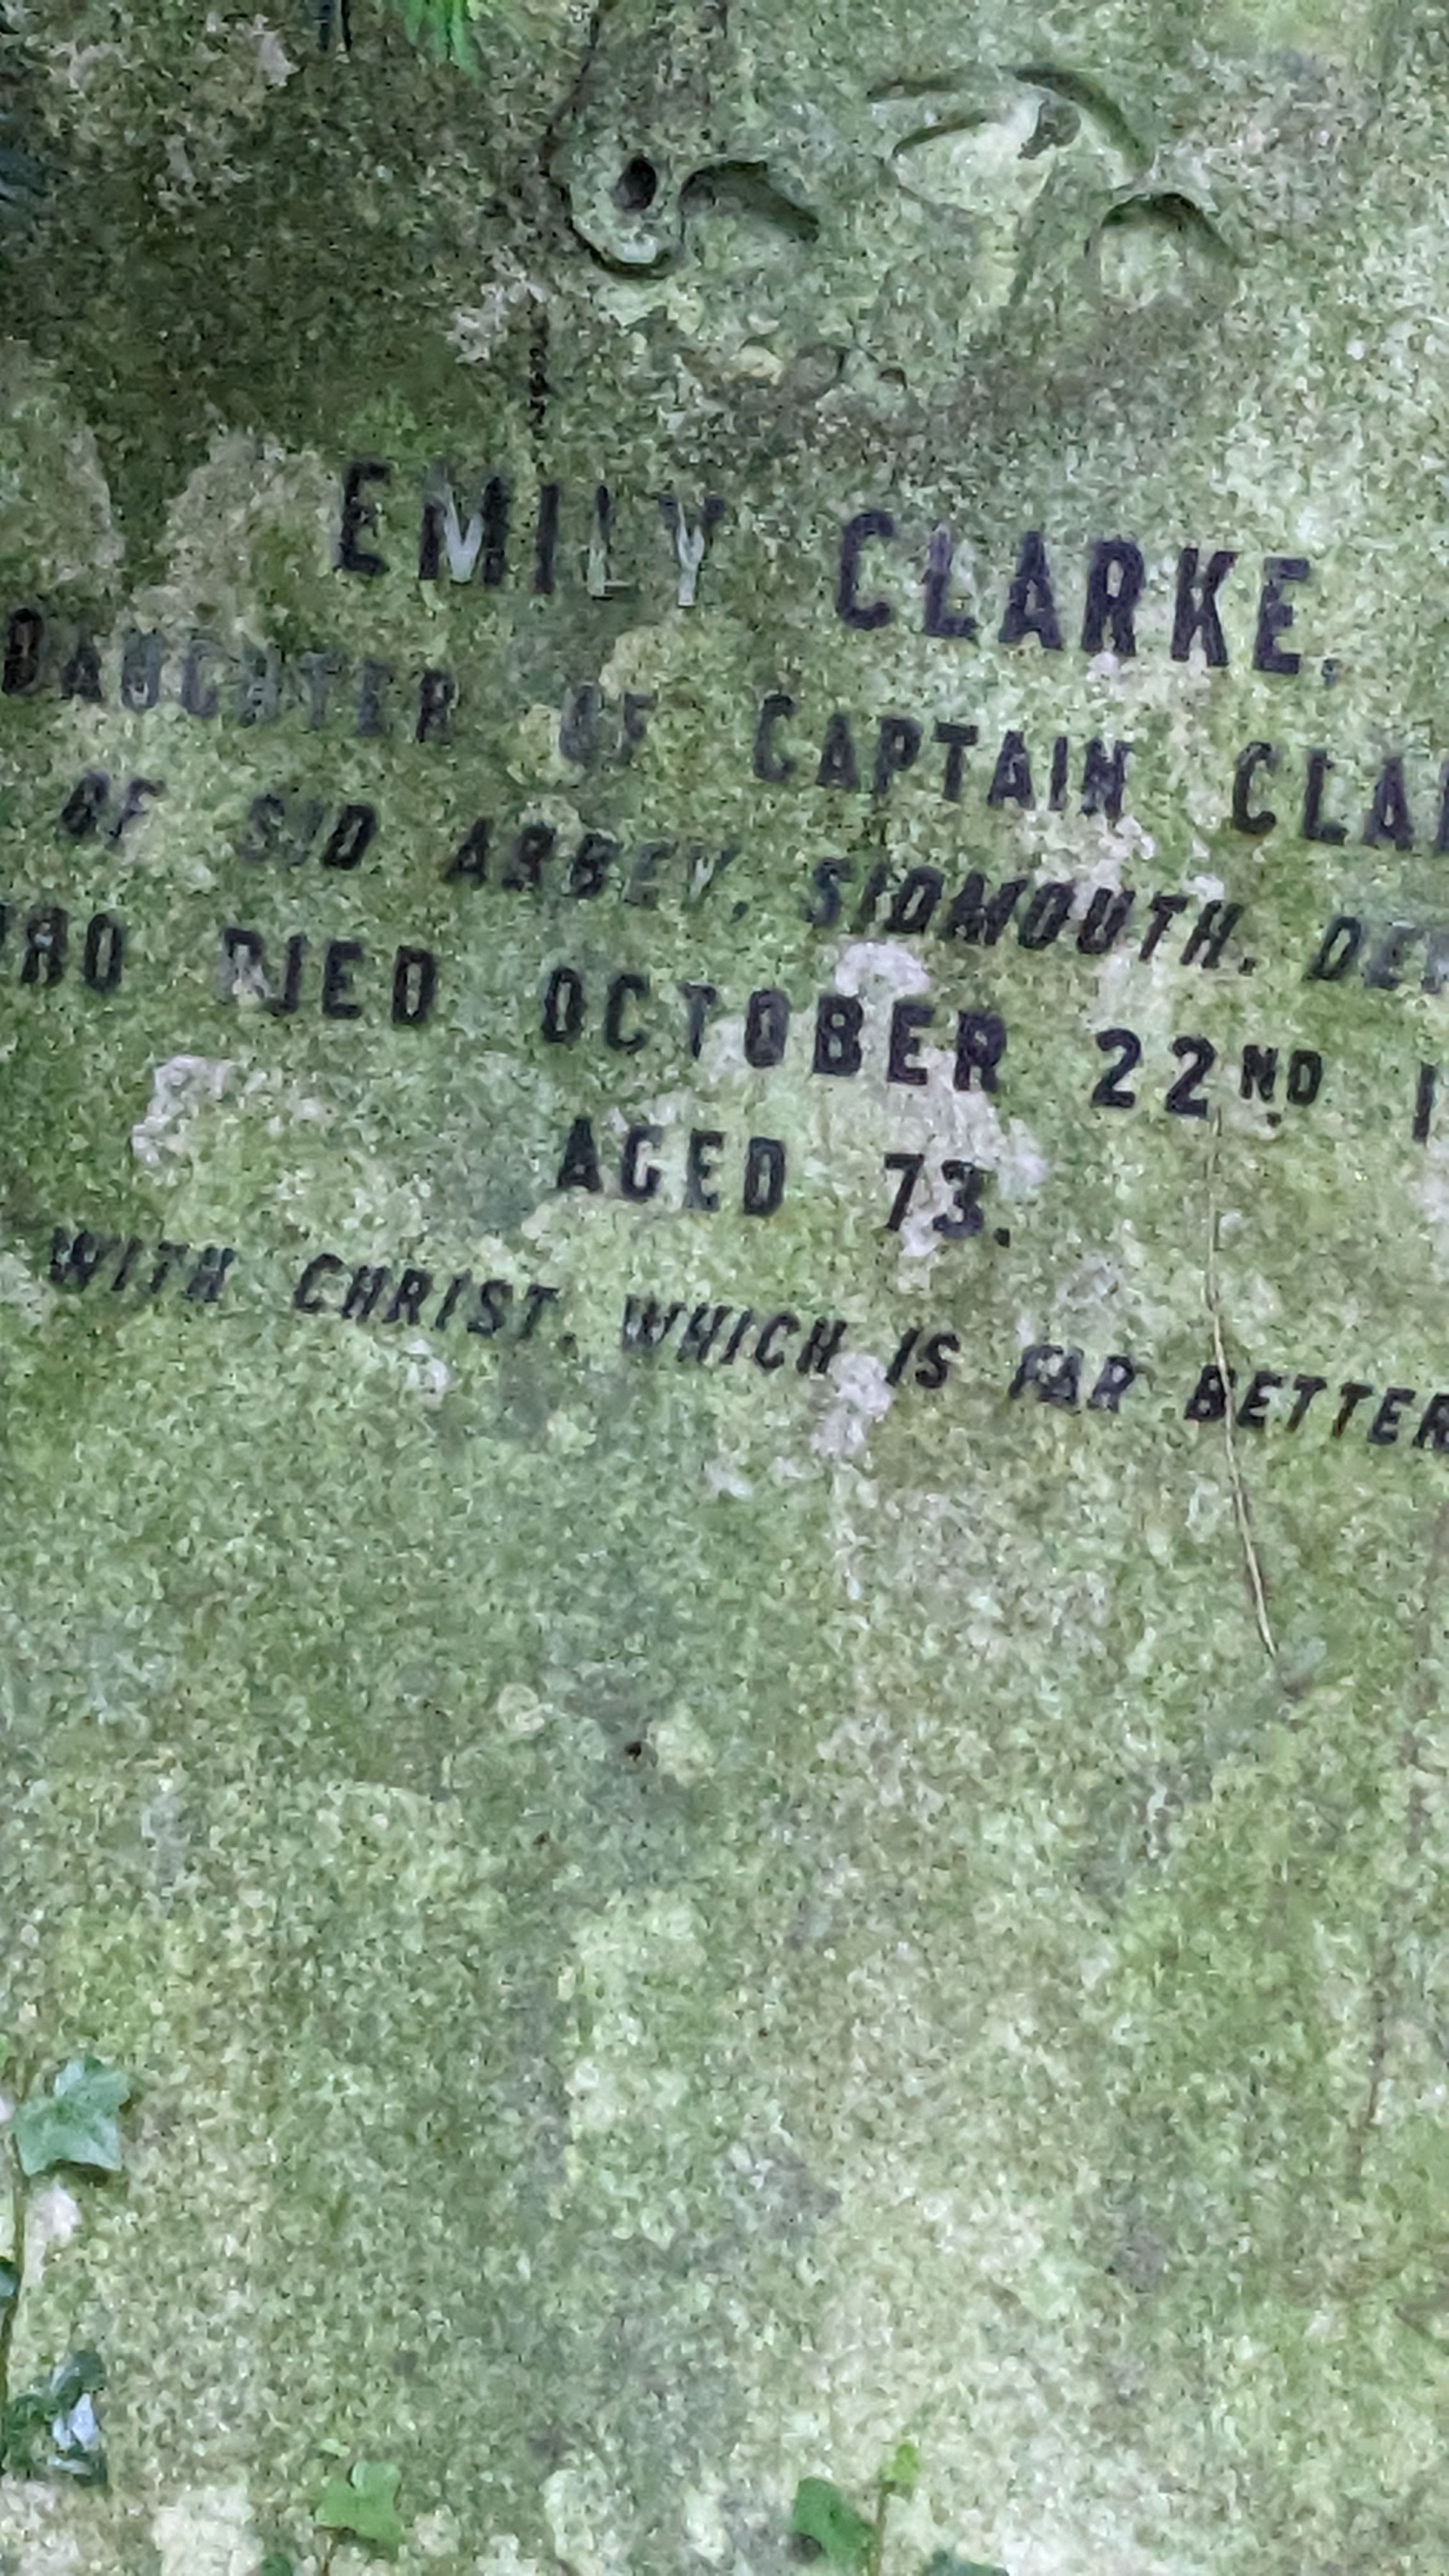 EMILY CLARKE,
DAUGHTER OF CAPTAIN
OF SID ABBEY, SIDMOUTH,
DIED OCTOBER 22ND
AGED 73.
WITH CHRIST, WHICH IS FAR BETTER